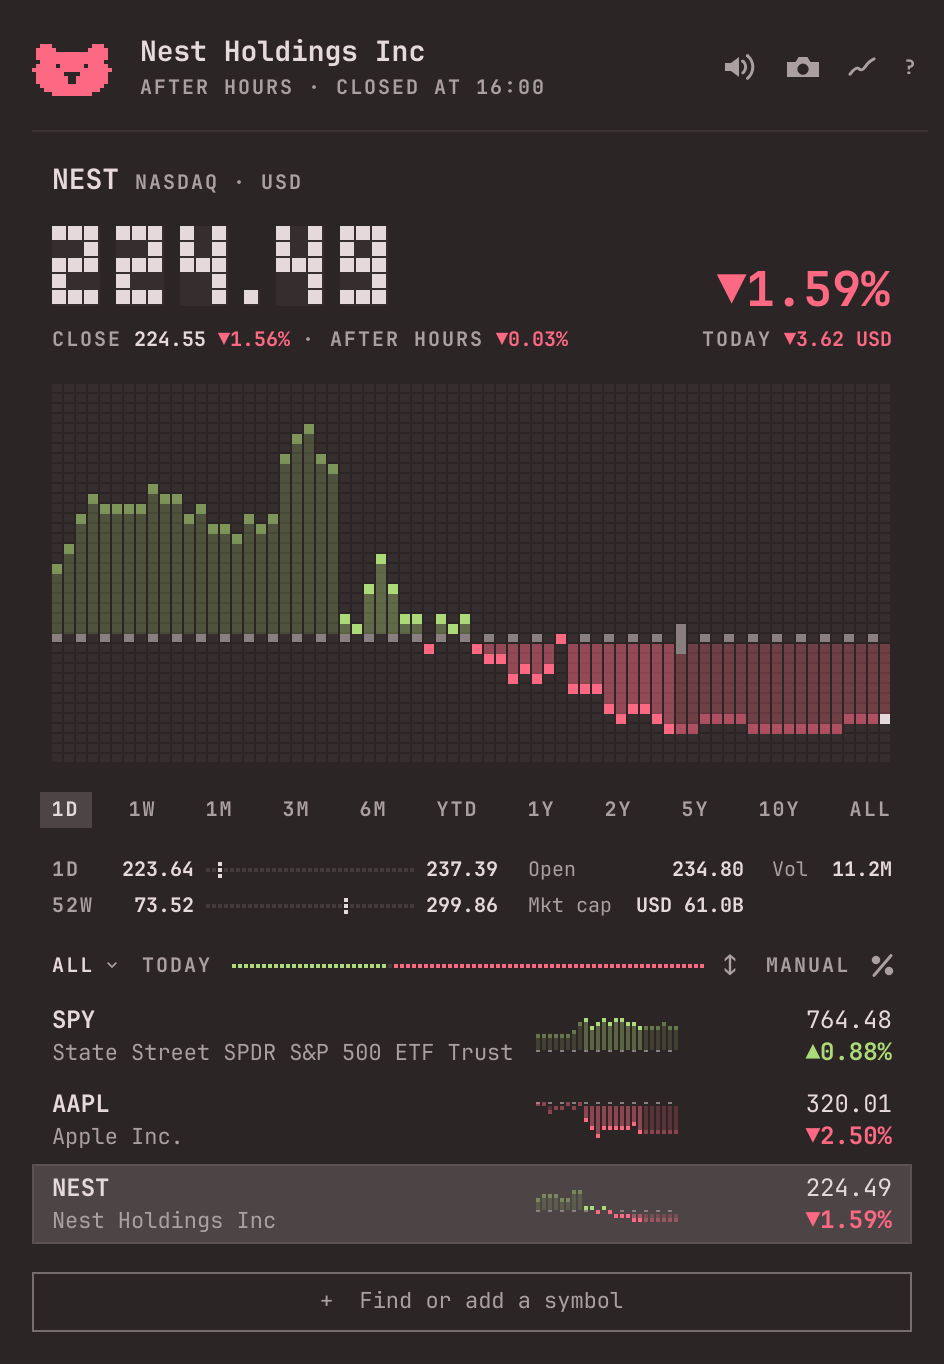 Nest Holdings Inc
AFTER HOURS · CLOSED AT 16:00
?
NEST NASDAQ · USD
224.49
▼1.59%
CLOSE 224.55 ▼1.56% · AFTER HOURS ▼0.03%
TODAY ▼3.62 USD
1D 1W 1M 3M 6M YTD 1Y 2Y 5Y 10Y ALL
1D 223.64 237.39 Open 234.80 Vol 11.2M
52W 73.52 299.86 Mkt cap USD 61.0B
ALL TODAY MANUAL %
SPY 764.48
State Street SPDR S&P 500 ETF Trust ▲0.88%
AAPL 320.01
Apple Inc. ▼2.50%
NEST 224.49
Nest Holdings Inc ▼1.59%
+ Find or add a symbol